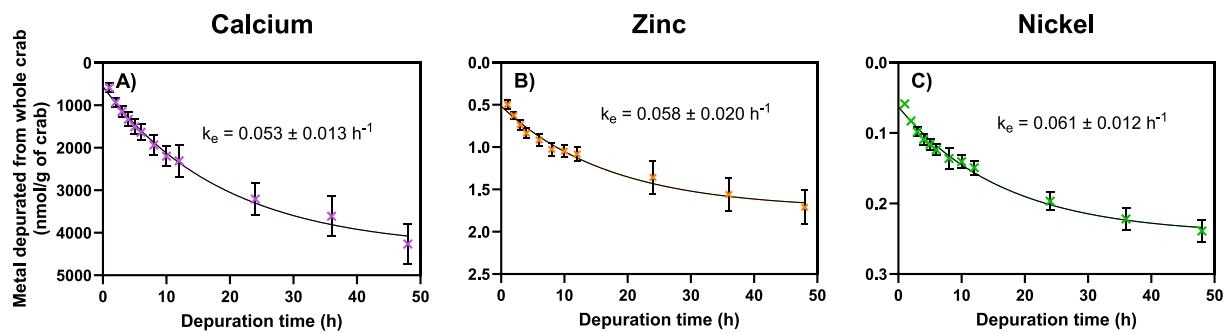 Calcium
Zinc
Nickel
Metal depurated from whole crab
(nmol/g of crab)
A)
kₑ = 0.053 ± 0.013 h⁻¹
0
1000
2000
3000
4000
5000
0 10 20 30 40 50
Depuration time (h)
B)
kₑ = 0.058 ± 0.020 h⁻¹
0.0
0.5
1.0
1.5
2.0
2.5
0 10 20 30 40 50
Depuration time (h)
C)
kₑ = 0.061 ± 0.012 h⁻¹
0.0
0.1
0.2
0.3
0 10 20 30 40 50
Depuration time (h)